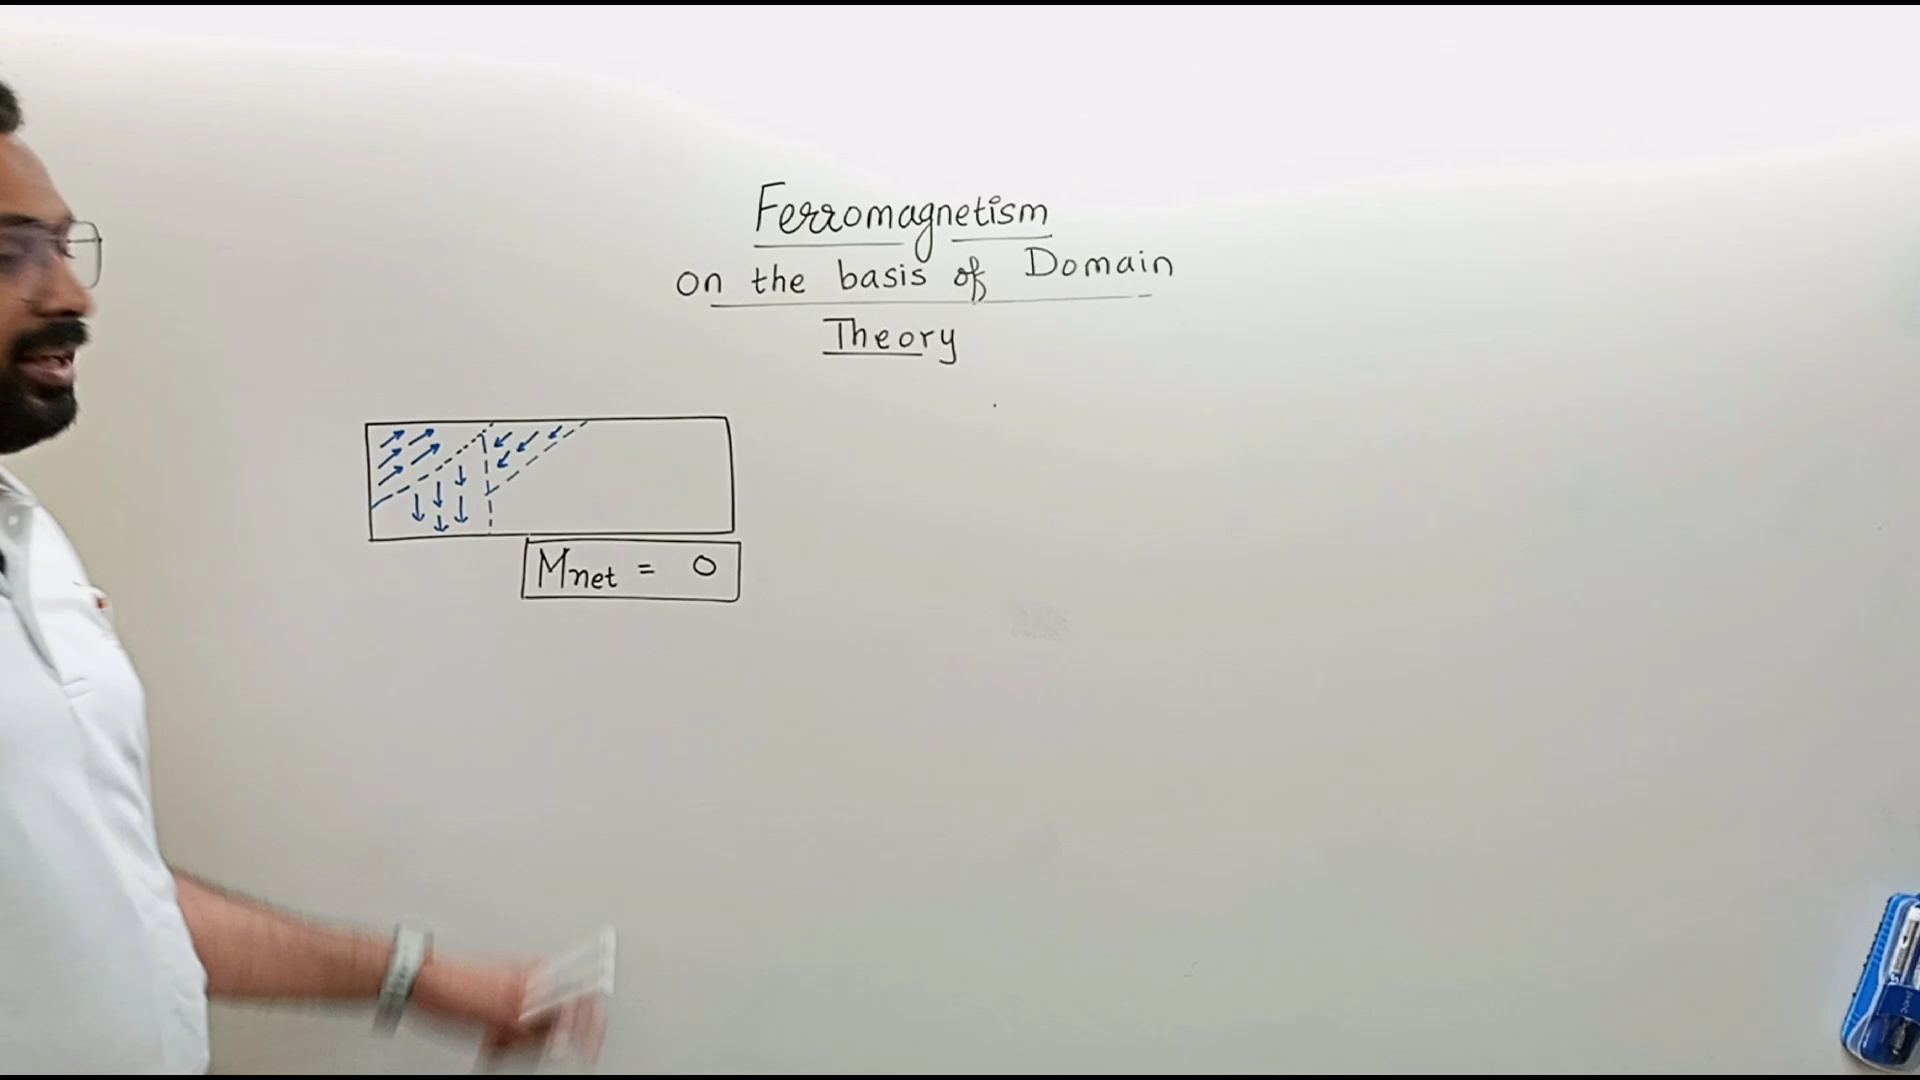 Ferromagnetism
on the basis of Domain
Theory
Mnet = 0